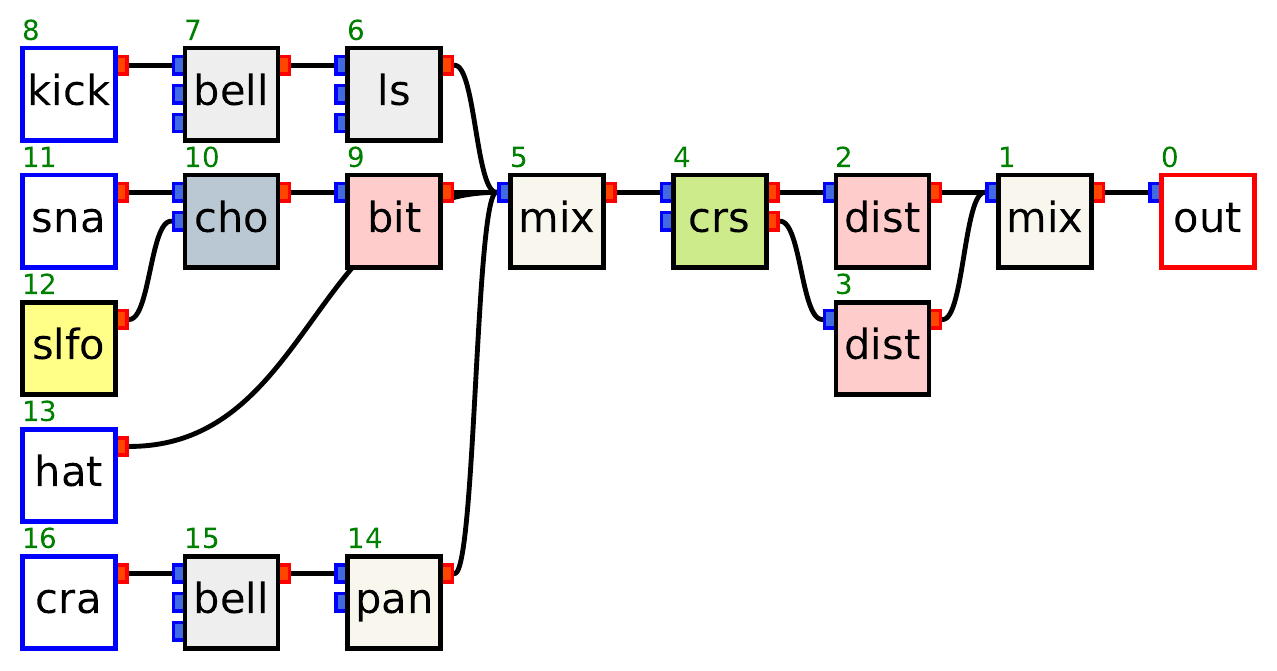 8 7 6
kick bell ls
11 10 9 5 4 2 1 0
sna cho bit mix crs dist mix out
12 3
slfo dist
13
hat
16 15 14
cra bell pan